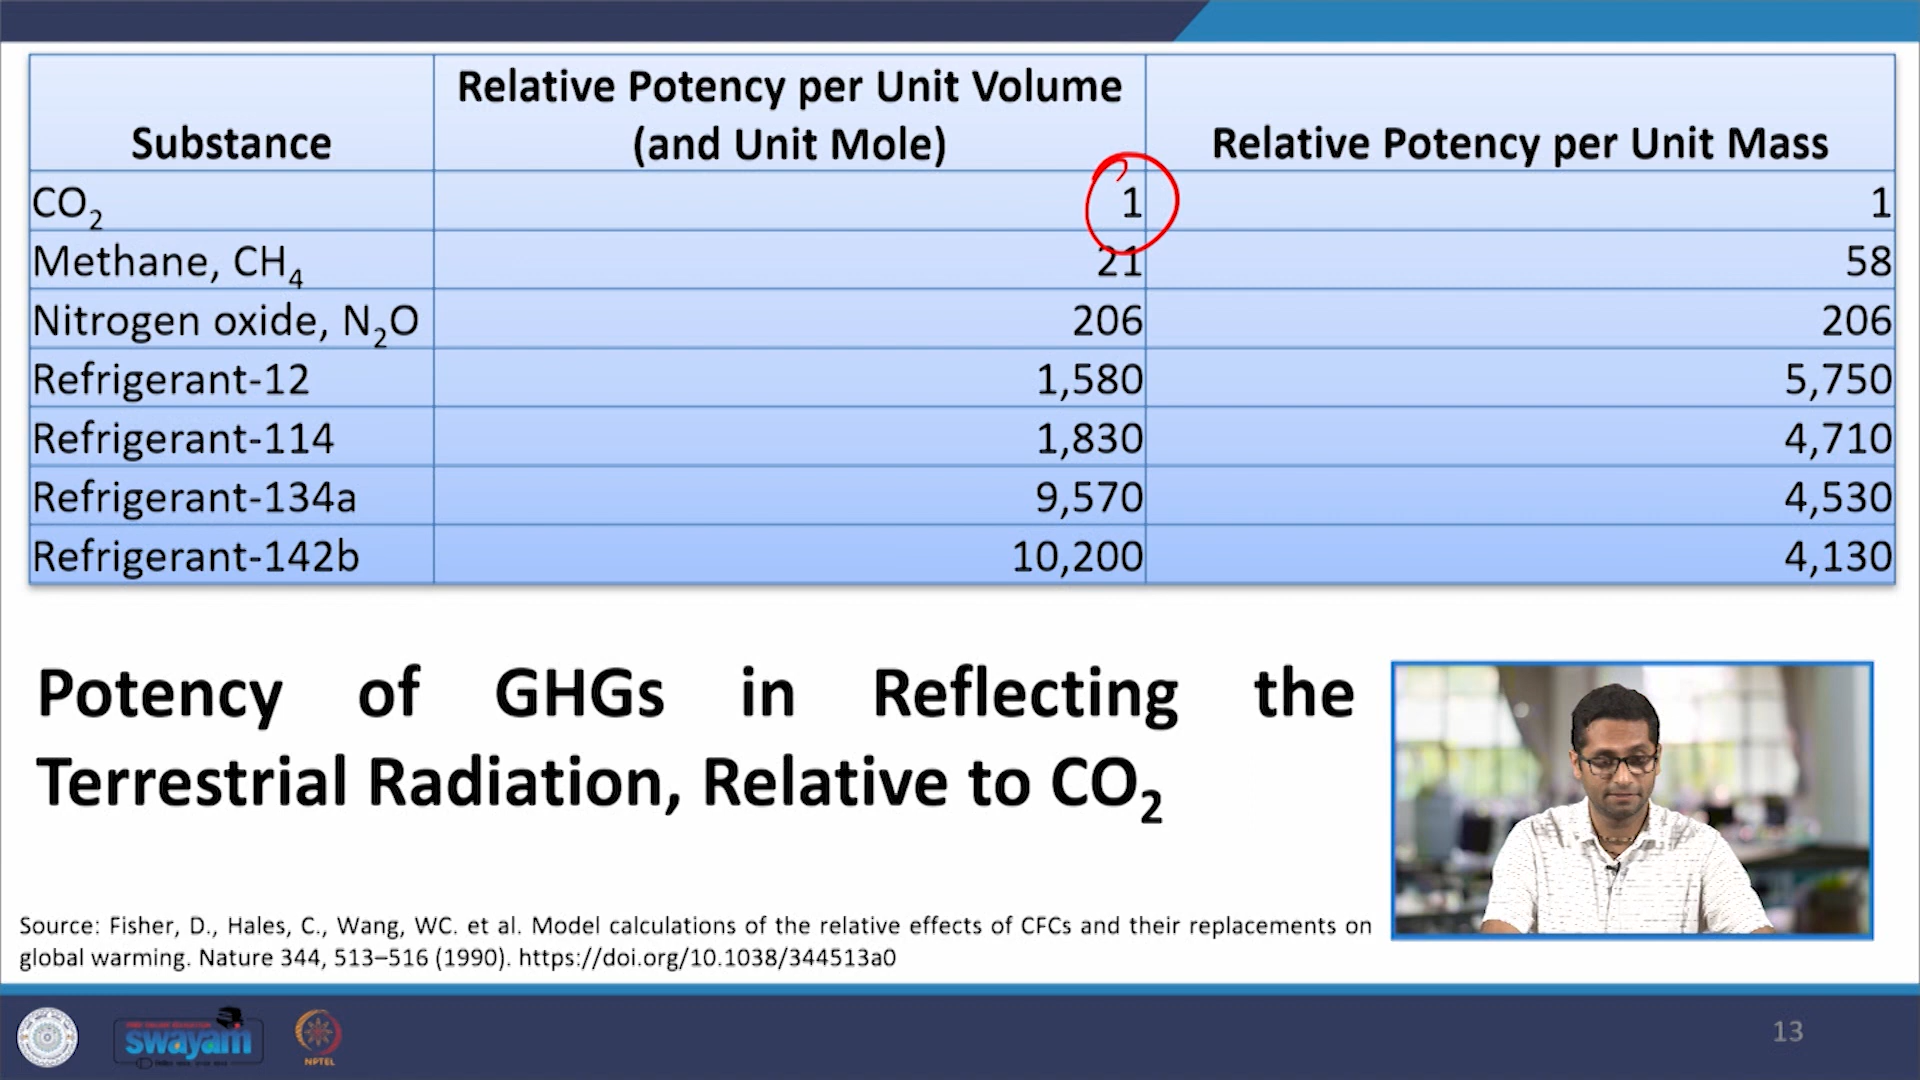 Substance
Relative Potency per Unit Volume
(and Unit Mole)
Relative Potency per Unit Mass
CO2 1 1
Methane, CH4 21 58
Nitrogen oxide, N2O 206 206
Refrigerant-12 1,580 5,750
Refrigerant-114 1,830 4,710
Refrigerant-134a 9,570 4,530
Refrigerant-142b 10,200 4,130
Potency of GHGs in Reflecting the
Terrestrial Radiation, Relative to CO2
Source: Fisher, D., Hales, C., Wang, WC. et al. Model calculations of the relative effects of CFCs and their replacements on
global warming. Nature 344, 513–516 (1990). https://doi.org/10.1038/344513a0
swayam
NPTEL
13